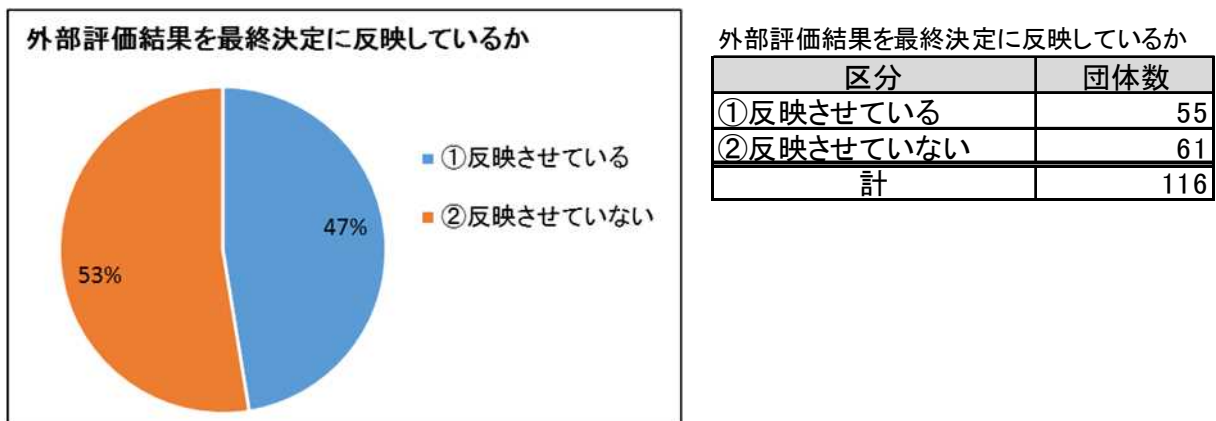 外部評価結果を最終決定に反映しているか
47%
53%
①反映させている
②反映させていない
外部評価結果を最終決定に反映しているか
区分 団体数
①反映させている 55
②反映させていない 61
計 116